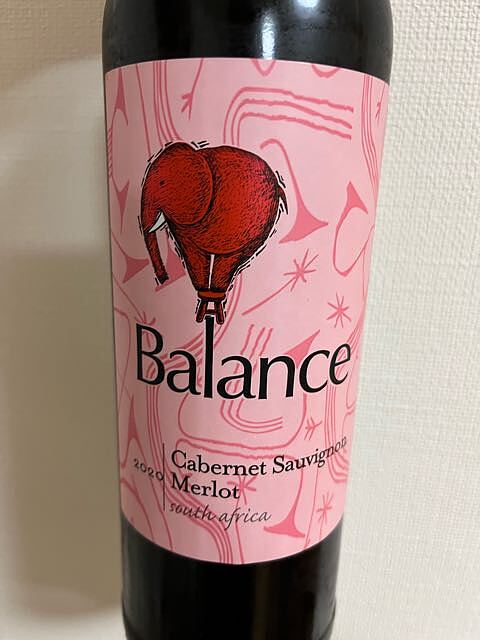 Balance
2020
Cabernet Sauvignon
Merlot
south africa